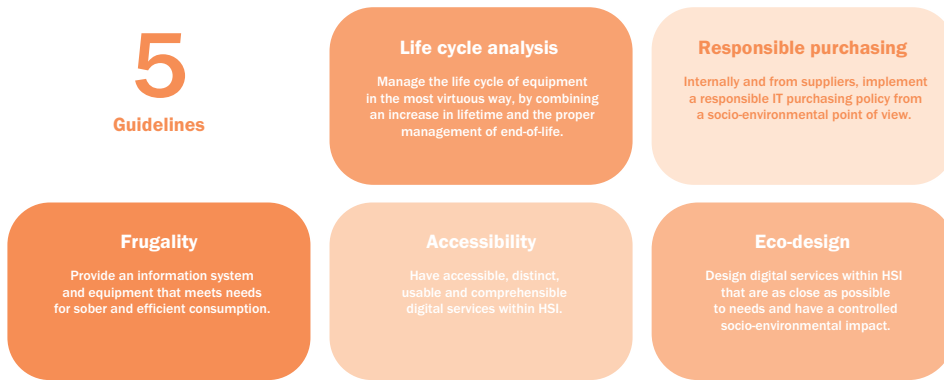 5
Guidelines
Life cycle analysis
Manage the life cycle of equipment
in the most virtuous way, by combining
an increase in lifetime and the proper
management of end-of-life.
Responsible purchasing
Internally and from suppliers, implement
a responsible IT purchasing policy from
a socio-environmental point of view.
Frugality
Provide an information system
and equipment that meets needs
for sober and efficient consumption.
Accessibility
Have accessible, distinct,
usable and comprehensible
digital services within HSI.
Eco-design
Design digital services within HSI
that are as close as possible
to needs and have a controlled
socio-environmental impact.